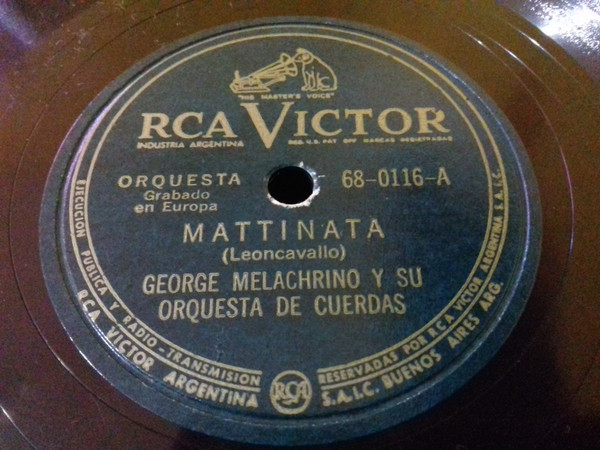 "HIS MASTER'S VOICE"
RCA VICTOR
INDUSTRIA ARGENTINA
REG. U.S. PAT. OFF. MARCAS REGISTRADAS
ORQUESTA
Grabado
en Europa
68-0116-A
MATTINATA
(Leoncavallo)
GEORGE MELACHRINO Y SU
ORQUESTA DE CUERDAS
EJECUCION PUBLICA Y RADIO-TRANSMISION
RESERVADAS POR R.C.A. VICTOR ARGENTINA S.A.I.C.
RCA VICTOR ARGENTINA
RCA
S.A.I.C. BUENOS AIRES ARG.